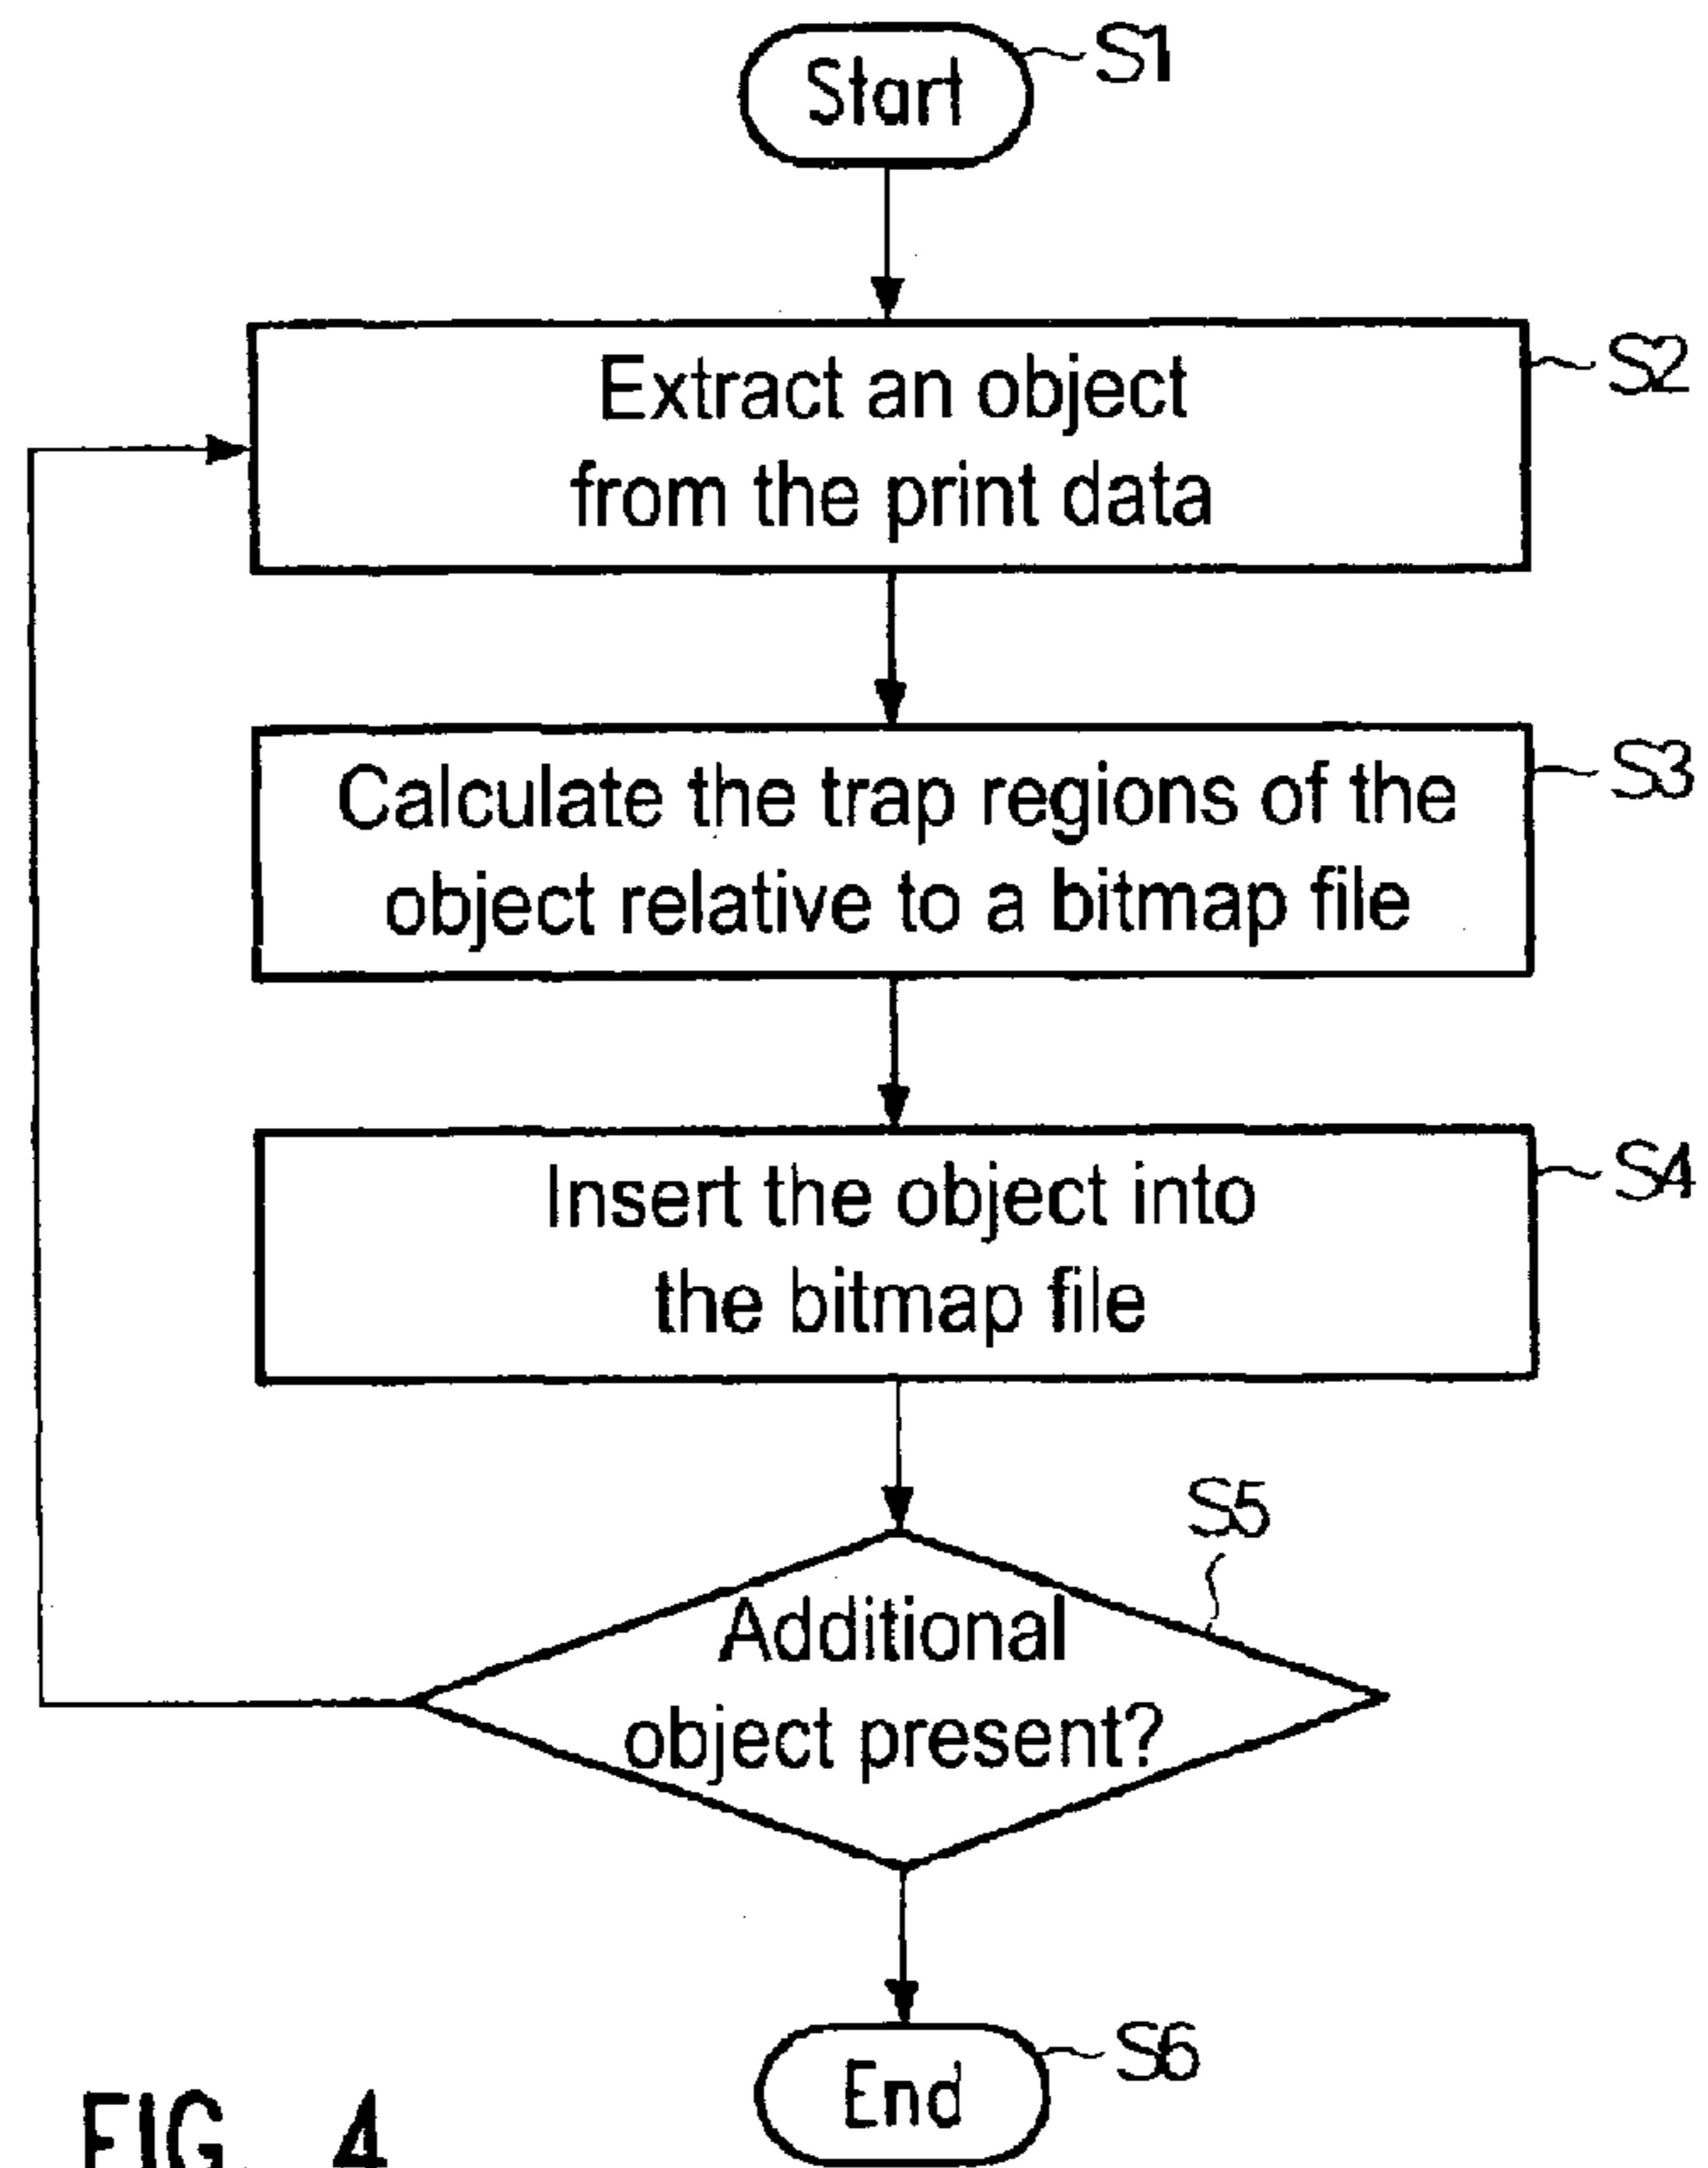 Start
S1
Extract an object
from the print data
S2
Calculate the trap regions of the
object relative to a bitmap file
S3
Insert the object into
the bitmap file
S4
S5
Additional
object present?
End
S6
FIG. 4